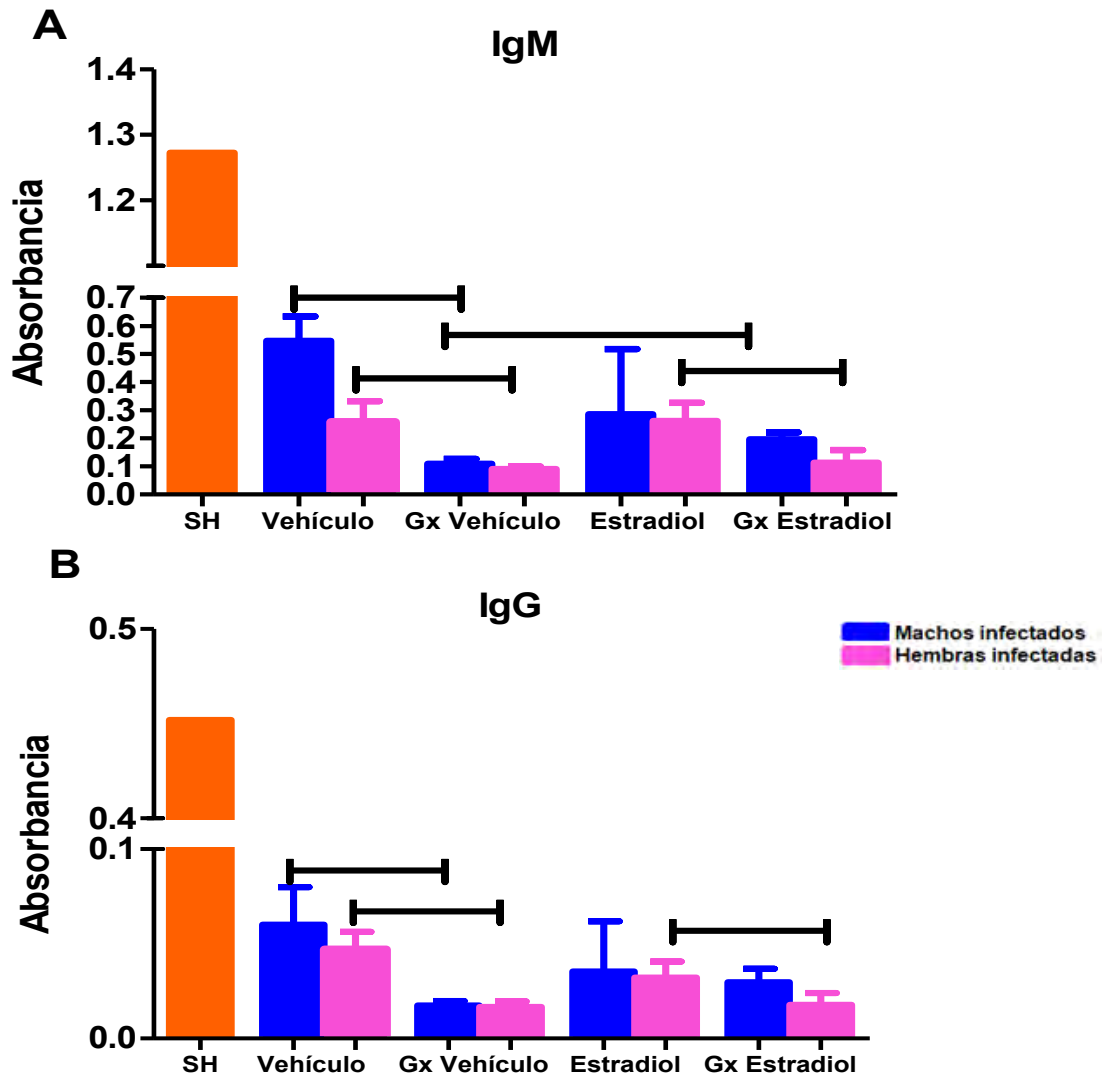 A
IgM
Absorbancia
1.4
1.3
1.2
0.7
0.6
0.5
0.4
0.3
0.2
0.1
0.0
SH Vehículo Gx Vehículo Estradiol Gx Estradiol
B
IgG
Absorbancia
0.5
0.4
0.1
0.0
Machos infectados
Hembras infectadas
SH Vehículo Gx Vehículo Estradiol Gx Estradiol